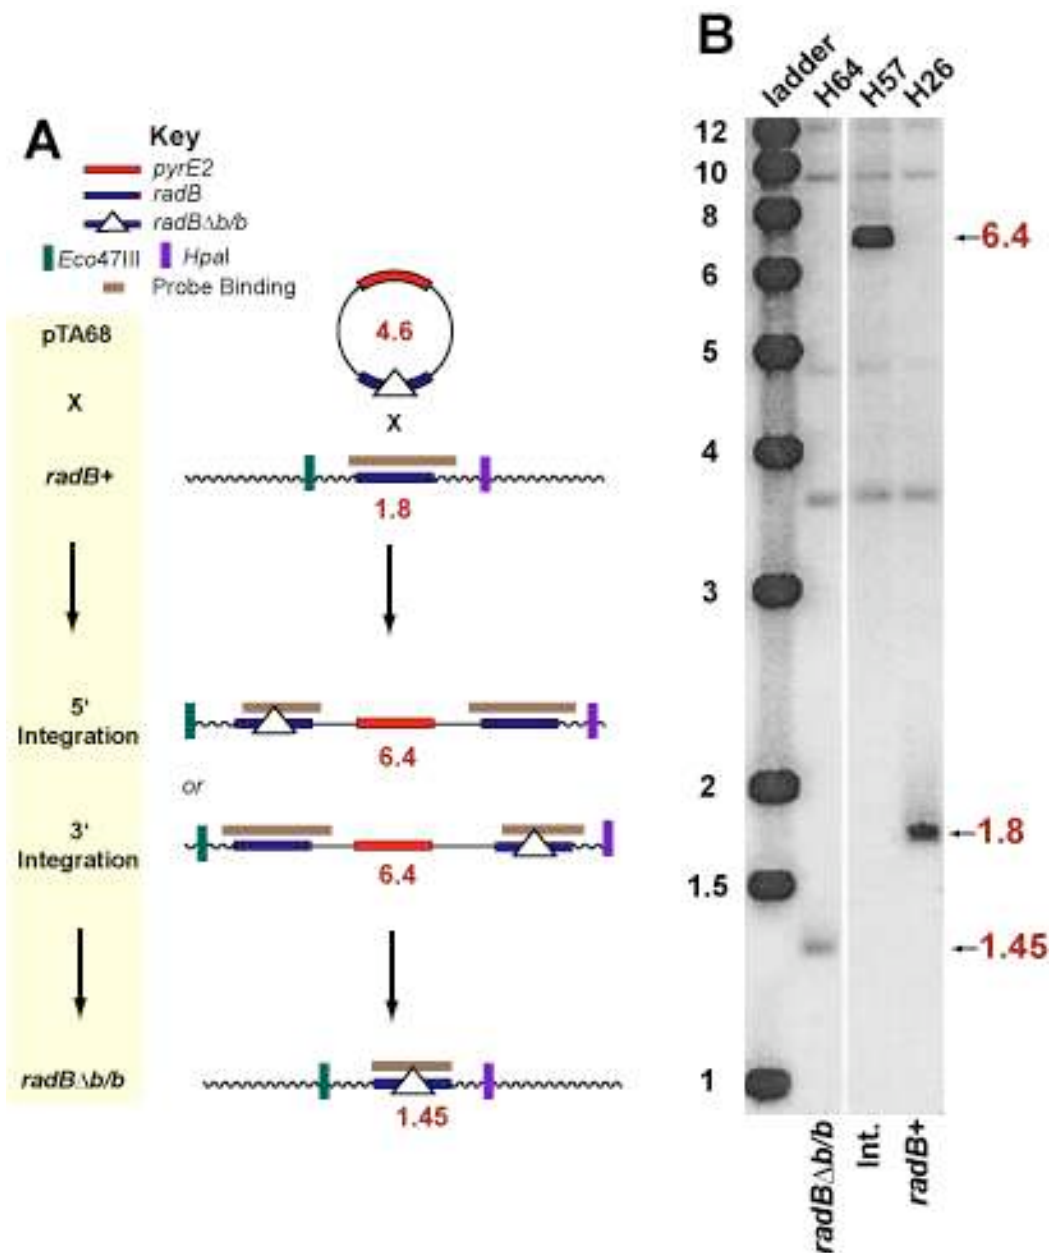 A
Key
pyrE2
radB
radBΔb/b
Eco47III
HpaI
Probe Binding
pTA68
4.6
X
X
radB+
1.8
5'
Integration
6.4
or
3'
Integration
6.4
radBΔb/b
1.45
B
ladder
H64
H57
H26
12
10
8
6
5
4
3
2
1.5
1
←6.4
←1.8
←1.45
radBΔb/b
Int.
radB+